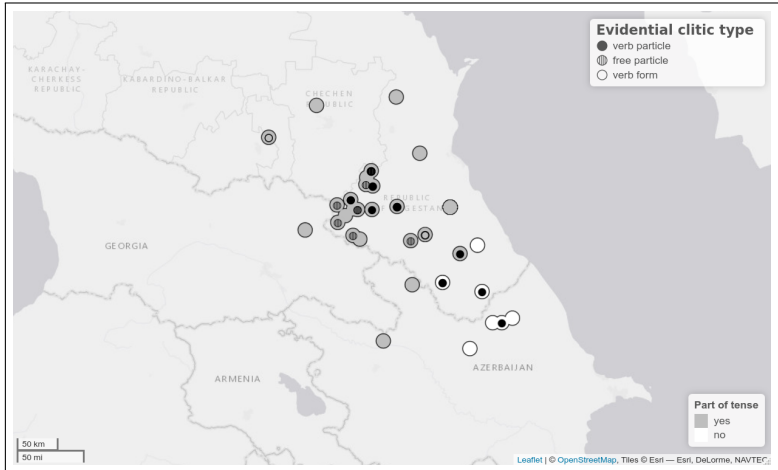 Evidential clitic type
verb particle
free particle
verb form
KARACHAY-
CHERKESS
REPUBLIC
KABARDINO-BALKAR
REPUBLIC
CHECHEN
REPUBLIC
REPUBLIC
GEORGIA
ARMENIA
AZERBAIJAN
Part of tense
yes
no
50 km
50 mi
Leaflet | © OpenStreetMap, Tiles © Esri — Esri, DeLorme, NAVTEQ